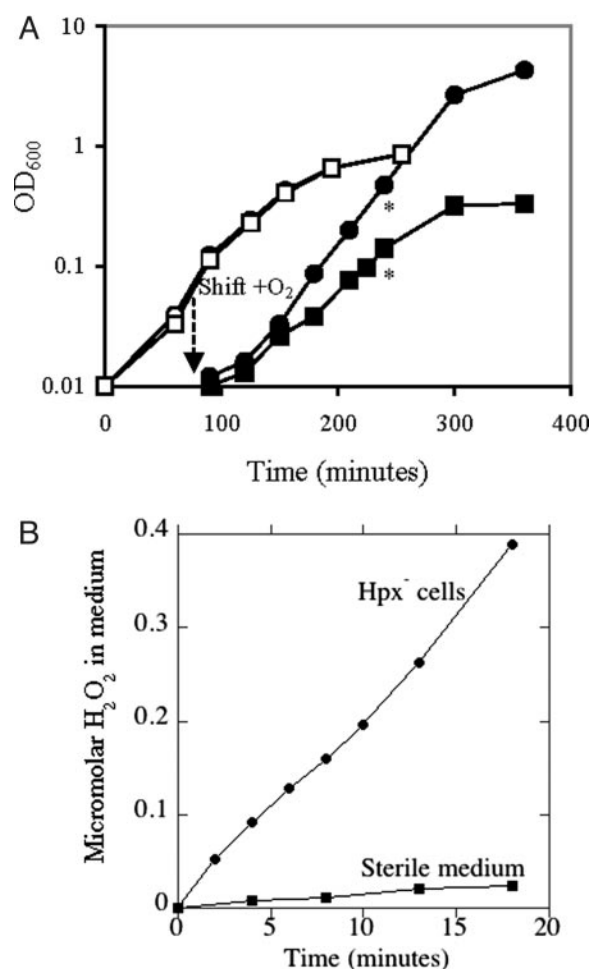 A
10
1
0.1
0.01
OD600
Shift +O2
*
*
0 100 200 300 400
Time (minutes)
B
0.4
0.3
0.2
0.1
0
Micromolar H2O2 in medium
Hpx- cells
Sterile medium
0 5 10 15 20
Time (minutes)